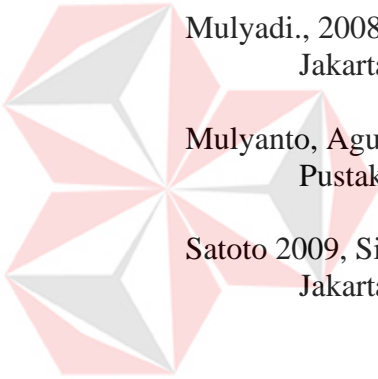 Mulyadi., 2008
Jakarta
Mulyanto, Agu
Pustak
Satoto 2009, Si
Jakarta